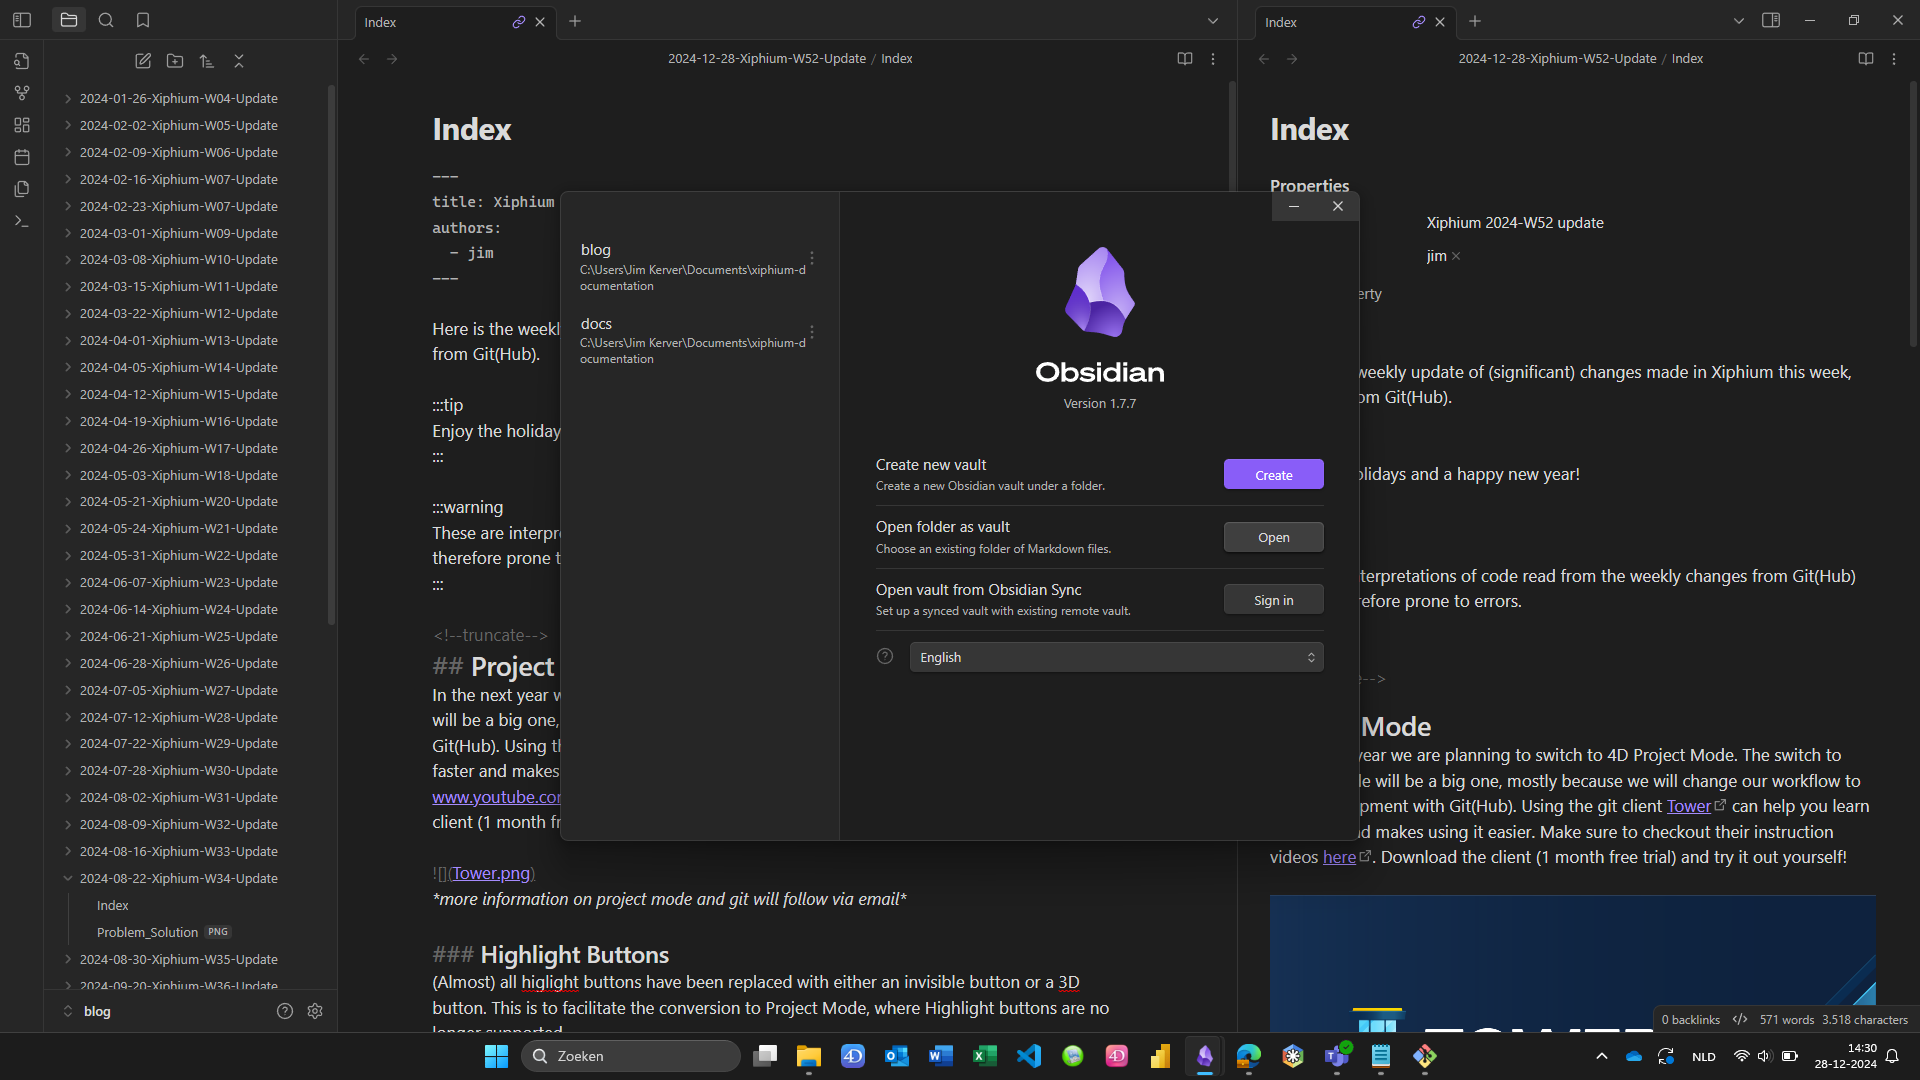 Index
Index
2024-12-28-Xiphium-W52-Update / Index
2024-12-28-Xiphium-W52-Update / Index
2024-01-26-Xiphium-W04-Update
2024-02-02-Xiphium-W05-Update
2024-02-09-Xiphium-W06-Update
2024-02-16-Xiphium-W07-Update
2024-02-23-Xiphium-W07-Update
2024-03-01-Xiphium-W09-Update
2024-03-08-Xiphium-W10-Update
2024-03-15-Xiphium-W11-Update
2024-03-22-Xiphium-W12-Update
2024-04-01-Xiphium-W13-Update
2024-04-05-Xiphium-W14-Update
2024-04-12-Xiphium-W15-Update
2024-04-19-Xiphium-W16-Update
2024-04-26-Xiphium-W17-Update
2024-05-03-Xiphium-W18-Update
2024-05-21-Xiphium-W20-Update
2024-05-24-Xiphium-W21-Update
2024-05-31-Xiphium-W22-Update
2024-06-07-Xiphium-W23-Update
2024-06-14-Xiphium-W24-Update
2024-06-21-Xiphium-W25-Update
2024-06-28-Xiphium-W26-Update
2024-07-05-Xiphium-W27-Update
2024-07-12-Xiphium-W28-Update
2024-07-22-Xiphium-W29-Update
2024-07-28-Xiphium-W30-Update
2024-08-02-Xiphium-W31-Update
2024-08-09-Xiphium-W32-Update
2024-08-16-Xiphium-W33-Update
2024-08-22-Xiphium-W34-Update
Index
Problem_Solution PNG
2024-08-30-Xiphium-W35-Update
2024-09-20-Xiphium-W36-Update
blog
Index
---
title: Xiphium
authors:
- jim
---
Here is the weekl
from Git(Hub).
:::tip
Enjoy the holiday
:::
:::warning
These are interpr
therefore prone t
:::
<!--truncate-->
## Project
In the next year w
will be a big one,
Git(Hub). Using th
faster and makes
www.youtube.com
client (1 month fr
![](Tower.png)
*more information on project mode and git will follow via email*
### Highlight Buttons
(Almost) all higlight buttons have been replaced with either an invisible button or a 3D
button. This is to facilitate the conversion to Project Mode, where Highlight buttons are no
longer supported
blog
C:\Users\Jim Kerver\Documents\xiphium-d
ocumentation
docs
C:\Users\Jim Kerver\Documents\xiphium-d
ocumentation
Obsidian
Version 1.7.7
Create new vault
Create a new Obsidian vault under a folder.
Create
Open folder as vault
Choose an existing folder of Markdown files.
Open
Open vault from Obsidian Sync
Set up a synced vault with existing remote vault.
Sign in
English
Index
Properties
Xiphium 2024-W52 update
jim
erty
weekly update of (significant) changes made in Xiphium this week,
om Git(Hub).
olidays and a happy new year!
terpretations of code read from the weekly changes from Git(Hub)
refore prone to errors.
-->
Mode
year we are planning to switch to 4D Project Mode. The switch to
le will be a big one, mostly because we will change our workflow to
pment with Git(Hub). Using the git client Tower can help you learn
d makes using it easier. Make sure to checkout their instruction
videos here. Download the client (1 month free trial) and try it out yourself!
0 backlinks 571 words 3.518 characters
Zoeken
NLD
14:30
28-12-2024